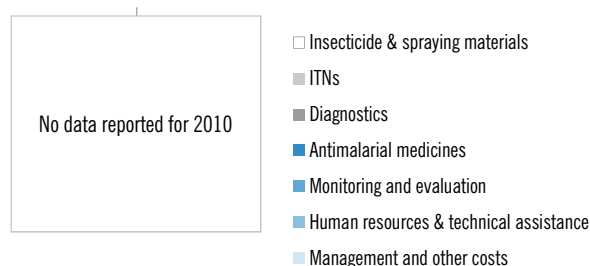 No data reported for 2010
Insecticide & spraying materials
ITNs
Diagnostics
Antimalarial medicines
Monitoring and evaluation
Human resources & technical assistance
Management and other costs